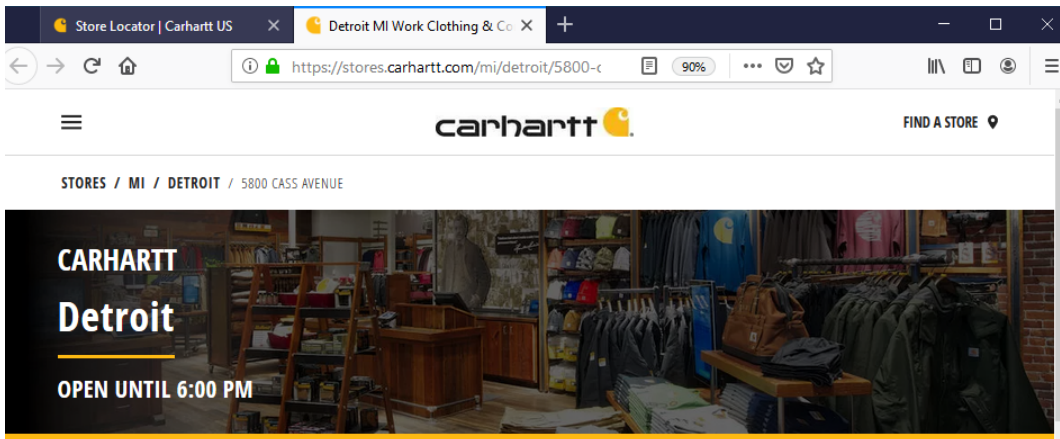 Store Locator | Carhartt US
Detroit MI Work Clothing & Co
https://stores.carhartt.com/mi/detroit/5800-c
90%
carhartt
FIND A STORE
STORES / MI / DETROIT / 5800 CASS AVENUE
CARHARTT
Detroit
OPEN UNTIL 6:00 PM